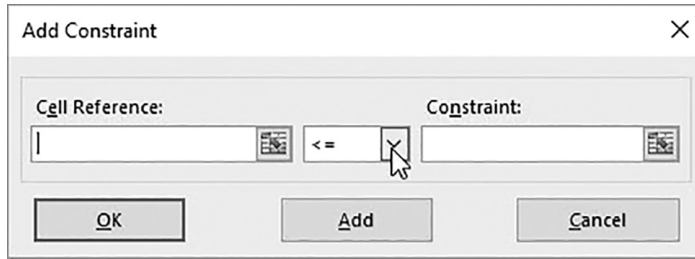 Add Constraint
Cell Reference: Constraint:
<=
OK Add Cancel